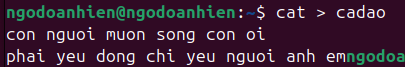 ngodoanhien@ngodoanhien:~$ cat > cadao
con nguoi muon song con oi
phai yeu dong chi yeu nguoi anh emngodoa